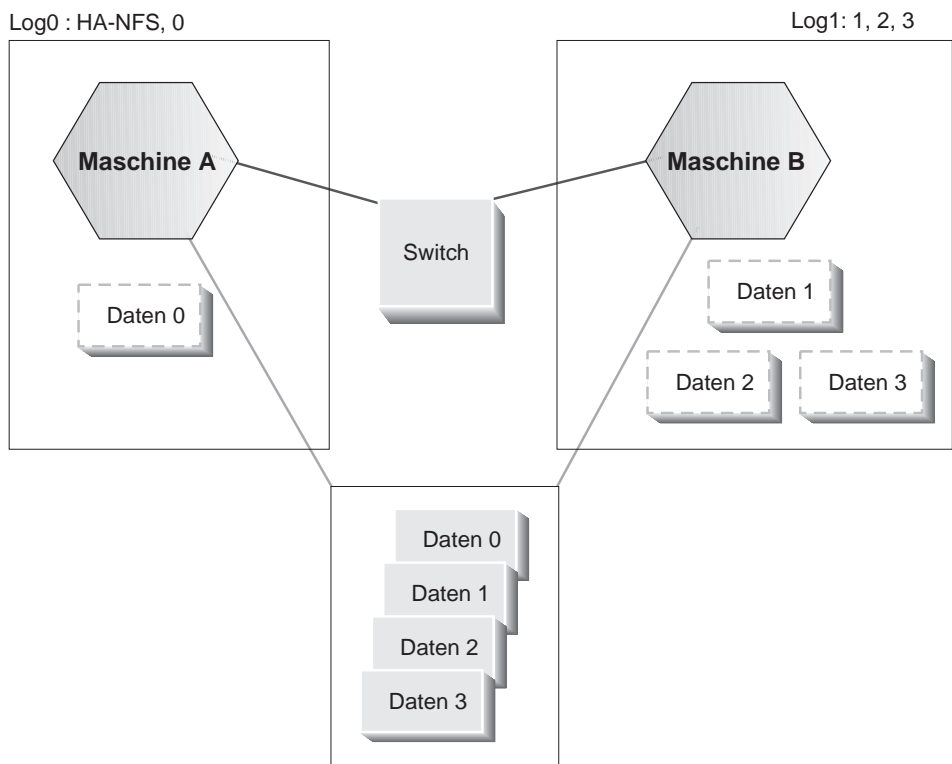 Log0 : HA-NFS, 0
Log1: 1, 2, 3
Maschine A
Maschine B
Switch
Daten 0
Daten 1
Daten 2
Daten 3
Daten 0
Daten 1
Daten 2
Daten 3